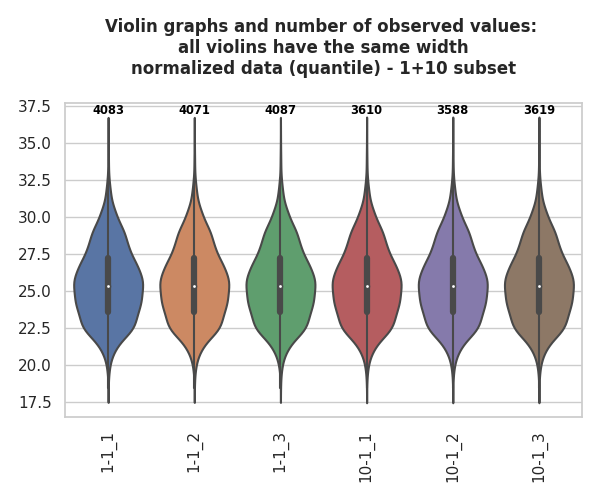 Violin graphs and number of observed values:
all violins have the same width
normalized data (quantile) - 1+10 subset
37.5
4083 4071 4087 3610 3588 3619
35.0
32.5
30.0
27.5
25.0
22.5
20.0
17.5
1-1_1 1-1_2 1-1_3 10-1_1 10-1_2 10-1_3